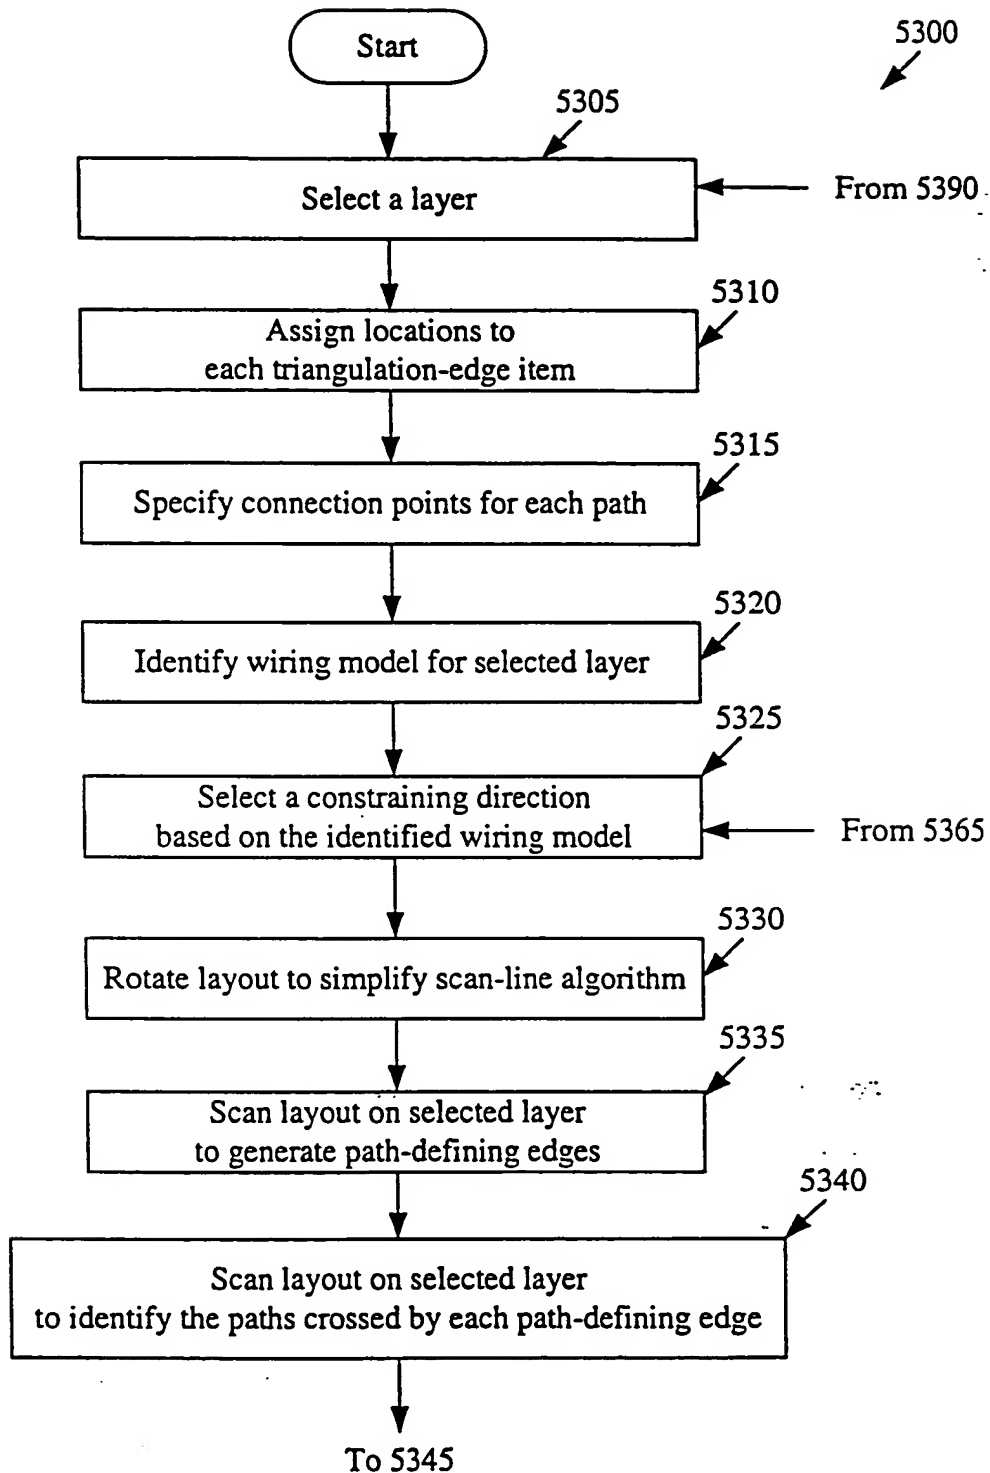 Start
5300
5305
Select a layer
From 5390
5310
Assign locations to
each triangulation-edge item
5315
Specify connection points for each path
5320
Identify wiring model for selected layer
5325
Select a constraining direction
based on the identified wiring model
From 5365
5330
Rotate layout to simplify scan-line algorithm
5335
Scan layout on selected layer
to generate path-defining edges
5340
Scan layout on selected layer
to identify the paths crossed by each path-defining edge
To 5345